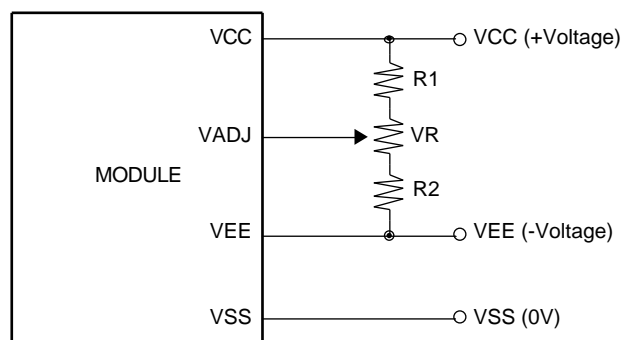 VCC VCC (+Voltage)
R1
VADJ VR
MODULE
R2
VEE VEE (-Voltage)
VSS VSS (0V)